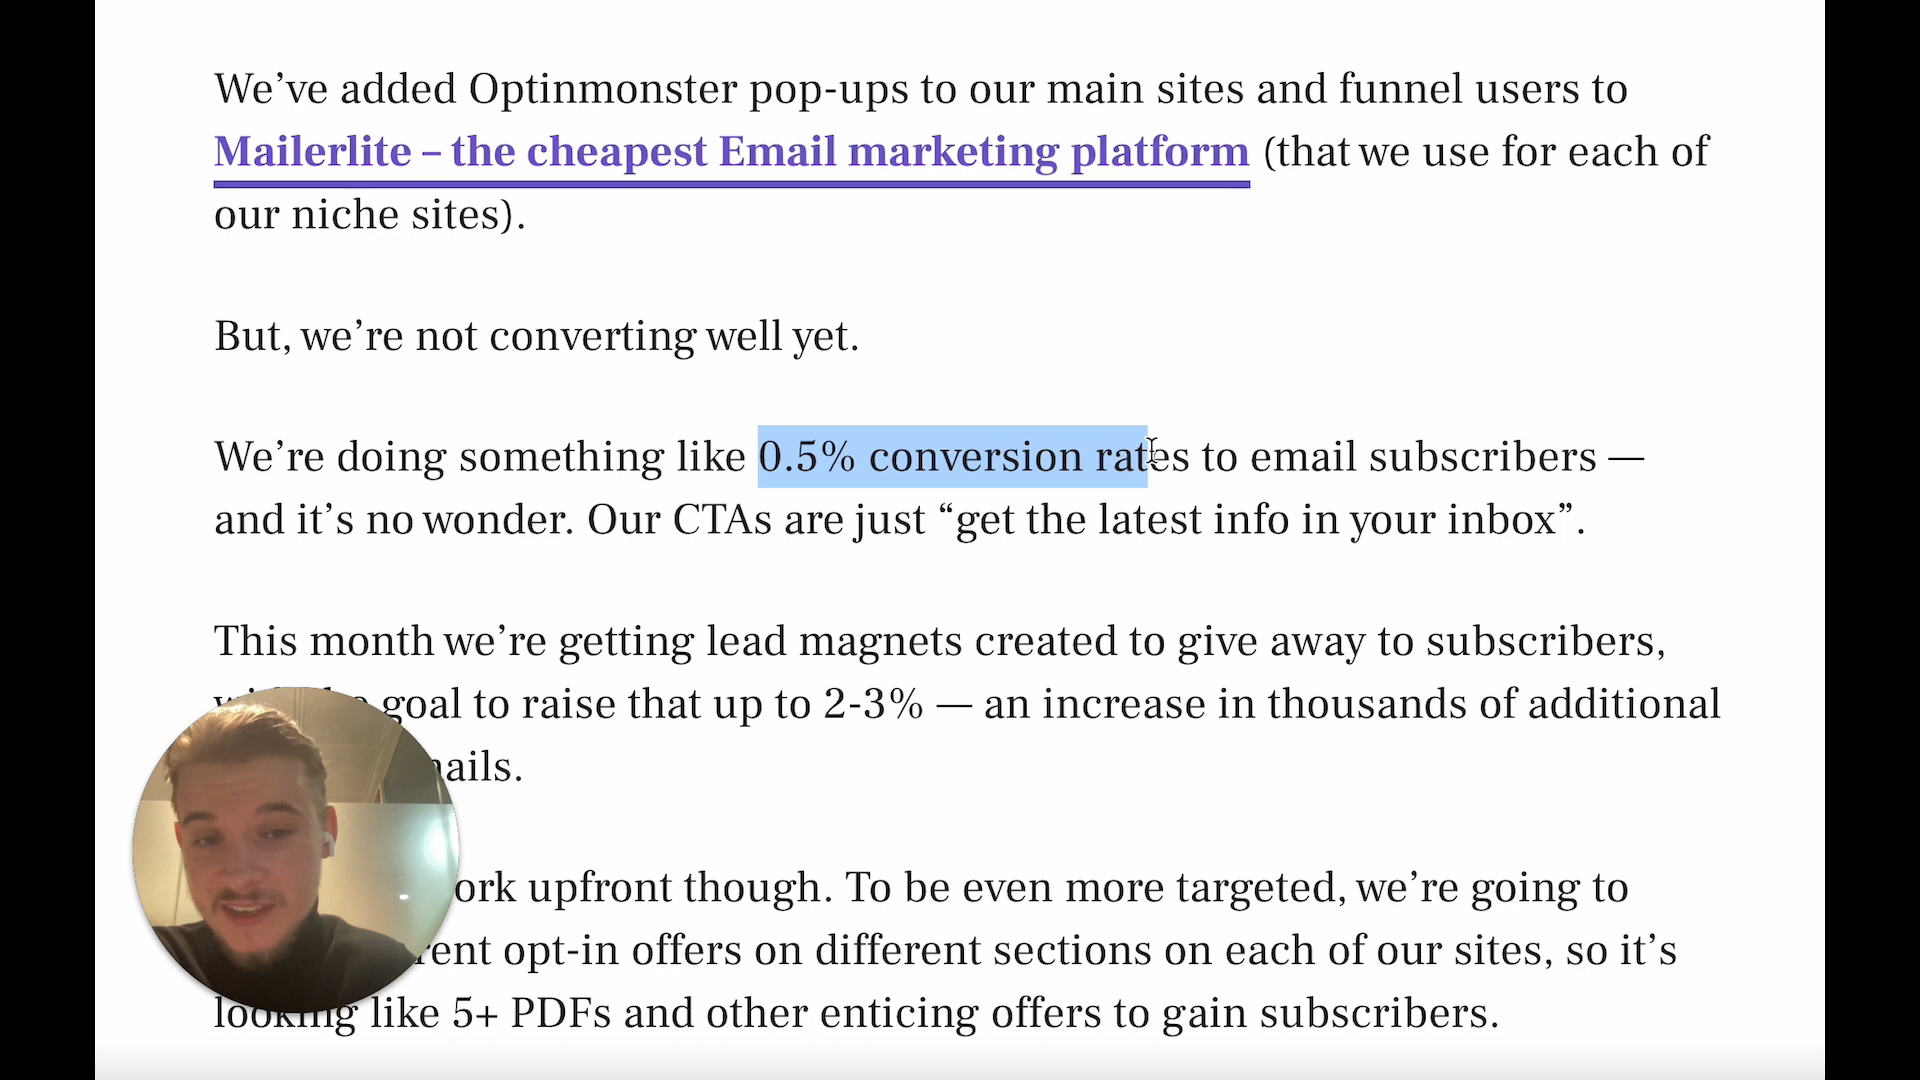 We’ve added Optinmonster pop-ups to our main sites and funnel users to
Mailerlite – the cheapest Email marketing platform (that we use for each of
our niche sites).
But, we’re not converting well yet.
We’re doing something like 0.5% conversion rates to email subscribers —
and it’s no wonder. Our CTAs are just “get the latest info in your inbox”.
This month we’re getting lead magnets created to give away to subscribers,
goal to raise that up to 2-3% — an increase in thousands of additional
upfront though. To be even more targeted, we’re going to
opt-in offers on different sections on each of our sites, so it’s
looking like 5+ PDFs and other enticing offers to gain subscribers.